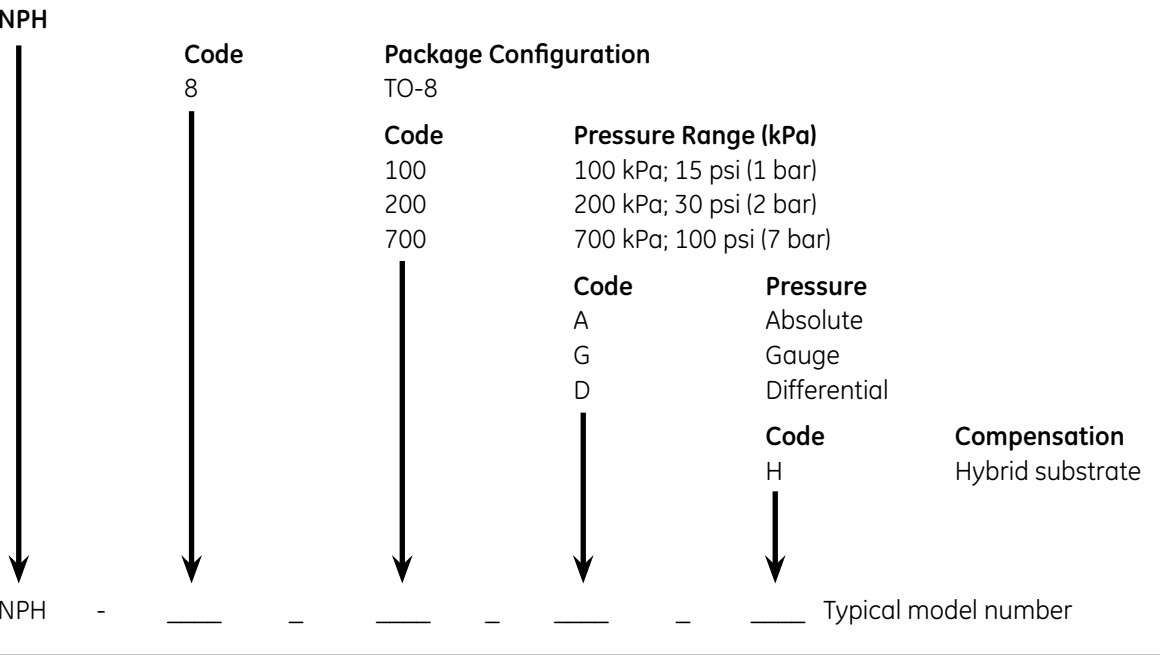 NPH
Code Package Configuration
8 TO-8
Code Pressure Range (kPa)
100 100 kPa; 15 psi (1 bar)
200 200 kPa; 30 psi (2 bar)
700 700 kPa; 100 psi (7 bar)
Code Pressure
A Absolute
G Gauge
D Differential
Code Compensation
H Hybrid substrate
NPH - ____ _ ____ _ ____ _ ____ Typical model number